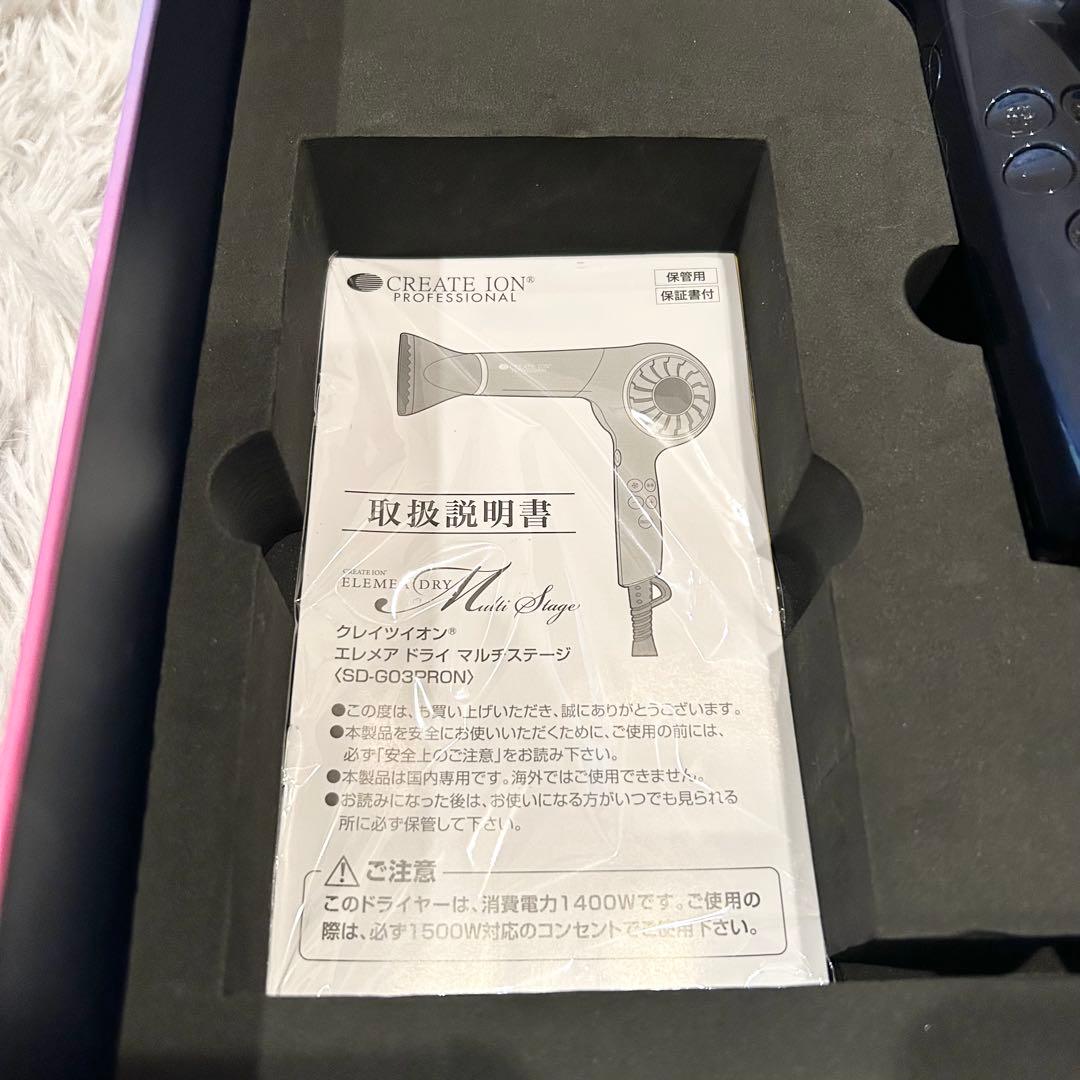 CREATE ION®
PROFESSIONAL
保管用
保証書付
CREATE ION
取扱説明書
CREATE ION
ELEMEA DRY
Multi Stage
クレイツイオン®
エレメア ドライ マルチステージ
〈SD-G03PRON〉
●この度は、お買い上げいただき、誠にありがとうございます。
●本製品を安全にお使いいただくために、ご使用の前には、
必ず「安全上のご注意」をお読み下さい。
●本製品は国内専用です。海外ではご使用できません。
●お読みになった後は、お使いになる方がいつでも見られる
所に必ず保管して下さい。
ご注意
このドライヤーは、消費電力1400Wです。ご使用の
際は、必ず1500W対応のコンセントでご使用下さい。